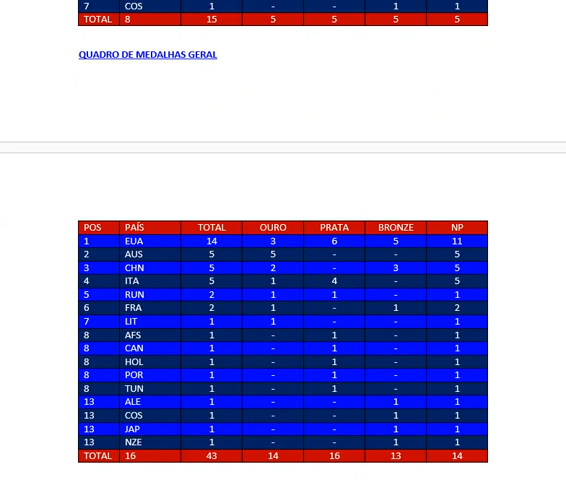 7 COS 1 - - 1 1
TOTAL 8 15 5 5 5 5
QUADRO DE MEDALHAS GERAL
POS PAÍS TOTAL OURO PRATA BRONZE NP
1 EUA 14 3 6 5 11
2 AUS 5 5 - - 5
3 CHN 5 2 - 3 5
4 ITA 5 1 4 - 5
5 RUN 2 1 1 - 1
6 FRA 2 1 - 1 2
7 LIT 1 1 - - 1
8 AFS 1 - 1 - 1
8 CAN 1 - 1 - 1
8 HOL 1 - 1 - 1
8 POR 1 - 1 - 1
8 TUN 1 - 1 - 1
13 ALE 1 - - 1 1
13 COS 1 - - 1 1
13 JAP 1 - - 1 1
13 NZE 1 - - 1 1
TOTAL 16 43 14 16 13 14